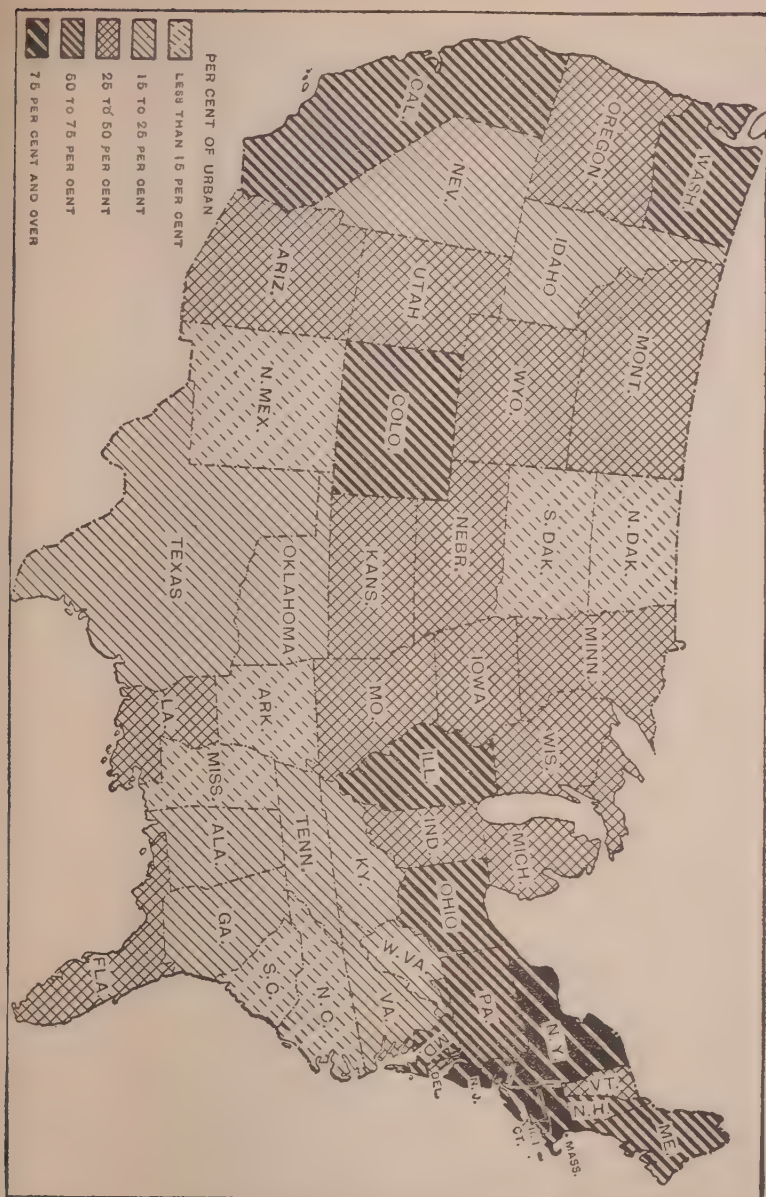 PER CENT OF URBAN
LESS THAN 15 PER CENT
15 TO 25 PER CENT
25 TO 50 PER CENT
50 TO 75 PER CENT
75 PER CENT AND OVER
WASH.
OREGON
CAL.
NEV.
IDAHO
MONT.
WYO.
UTAH
ARIZ.
COLO.
N. MEX.
N. DAK
S. DAK
NEBR.
KANS.
OKLAHOMA
TEXAS
MINN.
IOWA
MO.
ARK
LA.
WIS.
ILL.
MICH.
IND
OHIO
KY.
TENN.
MISS.
ALA.
GA.
FLA.
S.C.
N.C.
VA.
W.VA.
PA.
N.Y.
VT.
N.H.
ME.
MASS.
R.I.
CT.
N.J.
DEL